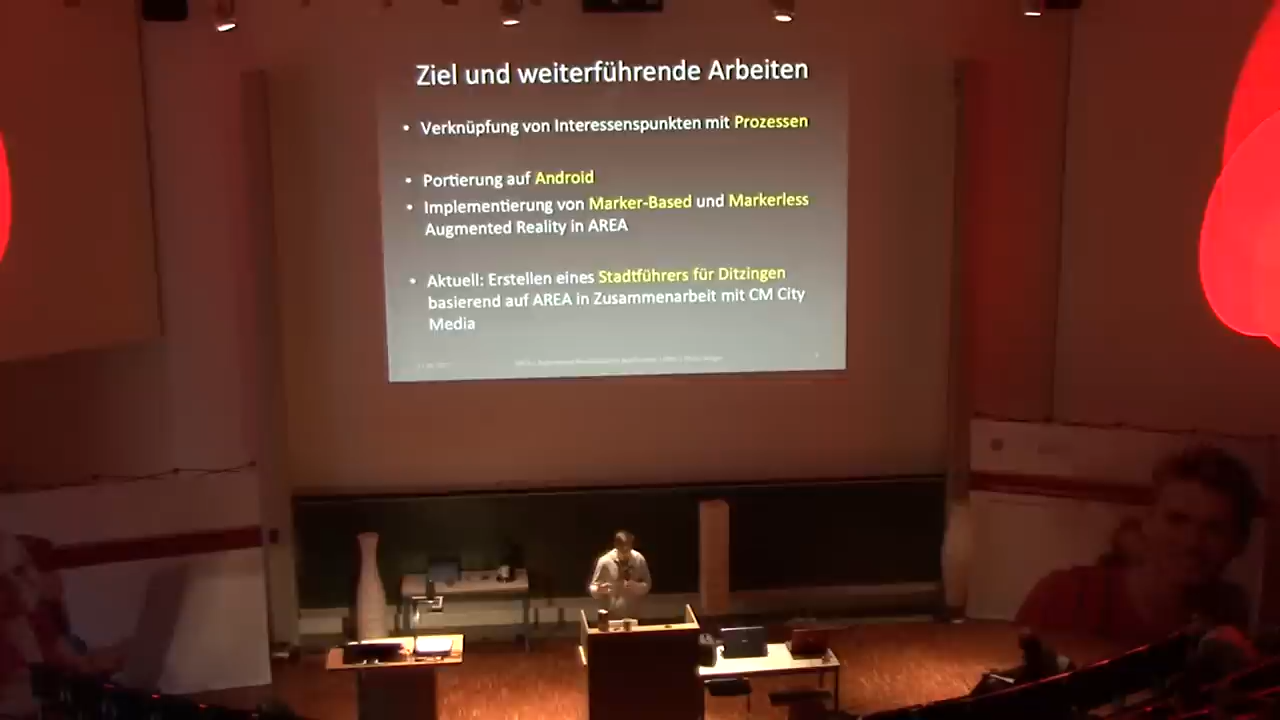 Ziel und weiterführende Arbeiten
• Verknüpfung von Interessenspunkten mit Prozessen
• Portierung auf Android
• Implementierung von Marker-Based und Markerless
Augmented Reality in AREA
• Aktuell: Erstellen eines Stadtführers für Ditzingen
basierend auf AREA in Zusammenarbeit mit CM City
Media